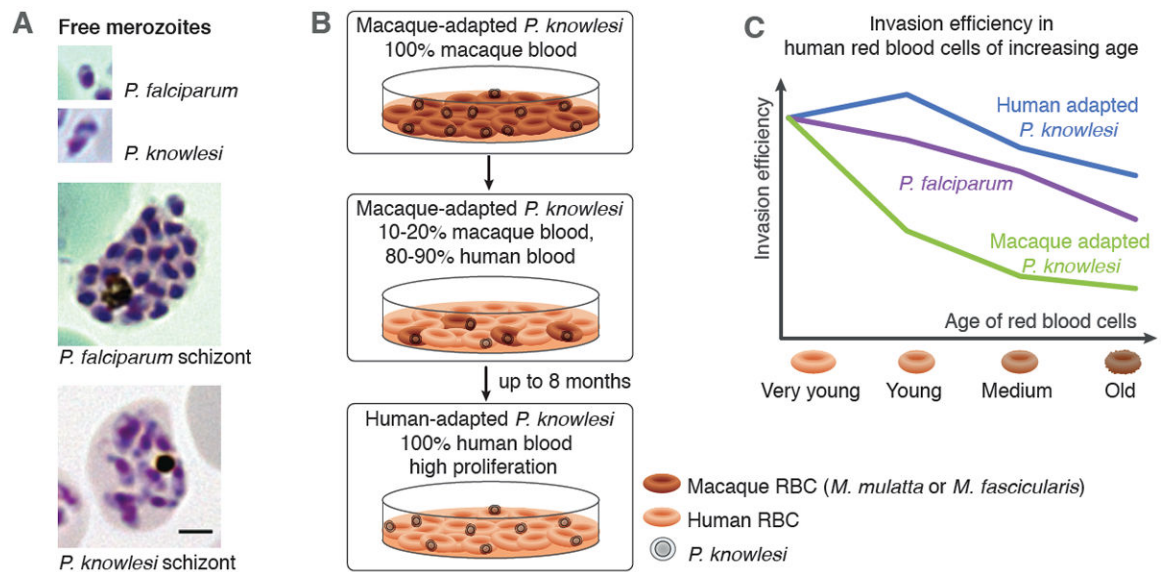 A
Free merozoites
P. falciparum
P. knowlesi
P. falciparum schizont
P. knowlesi schizont
B
Macaque-adapted P. knowlesi
100% macaque blood
Macaque-adapted P. knowlesi
10-20% macaque blood,
80-90% human blood
up to 8 months
Human-adapted P. knowlesi
100% human blood
high proliferation
C
Invasion efficiency in
human red blood cells of increasing age
Invasion efficiency
Human adapted
P. knowlesi
P. falciparum
Macaque adapted
P. knowlesi
Age of red blood cells
Very young
Young
Medium
Old
Macaque RBC (M. mulatta or M. fascicularis)
Human RBC
P. knowlesi